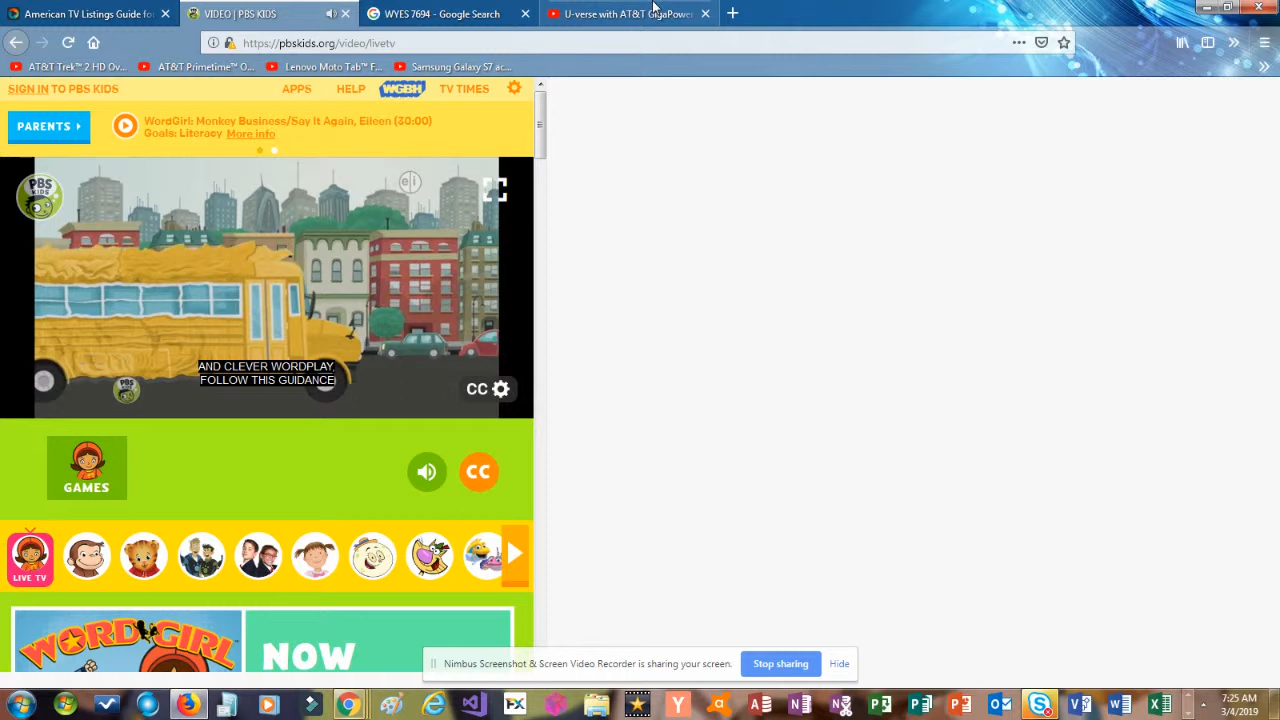 American TV Listings Guide fo
VIDEO | PBS KIDS
WYES 7694 - Google Search
U-verse with AT&T GigaPower
https://pbskids.org/video/livetv
AT&T Trek™ 2 HD Ov...
AT&T Primetime™ O...
Lenovo Moto Tab™ F...
Samsung Galaxy S7 ac...
SIGN IN TO PBS KIDS
APPS
HELP
WGBH
TV TIMES
PARENTS
WordGirl: Monkey Business/Say It Again, Eileen (30:00)
Goals: Literacy More info
PBS KIDS
e/i
AND CLEVER WORDPLAY,
FOLLOW THIS GUIDANCE
PBS KIDS
CC
GAMES
CC
LIVE TV
WORDGIRL
NOW
Nimbus Screenshot & Screen Video Recorder is sharing your screen.
Stop sharing
Hide
7:25 AM
3/4/2019